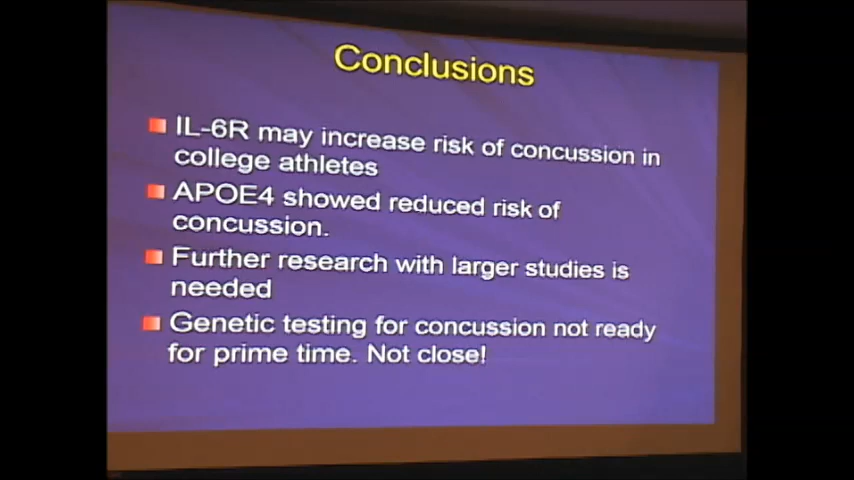 Conclusions
IL-6R may increase risk of concussion in
college athletes
APOE4 showed reduced risk of
concussion.
Further research with larger studies is
needed
Genetic testing for concussion not ready
for prime time. Not close!